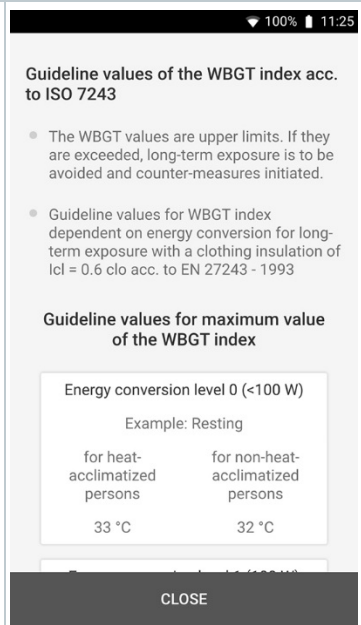 100% 11:25
Guideline values of the WBGT index acc.
to ISO 7243
The WBGT values are upper limits. If they
are exceeded, long-term exposure is to be
avoided and counter-measures initiated.
Guideline values for WBGT index
dependent on energy conversion for long-
term exposure with a clothing insulation of
Icl = 0.6 clo acc. to EN 27243 - 1993
Guideline values for maximum value
of the WBGT index
Energy conversion level 0 (<100 W)
Example: Resting
for heat-
acclimatized
persons
33 °C
for non-heat-
acclimatized
persons
32 °C
CLOSE